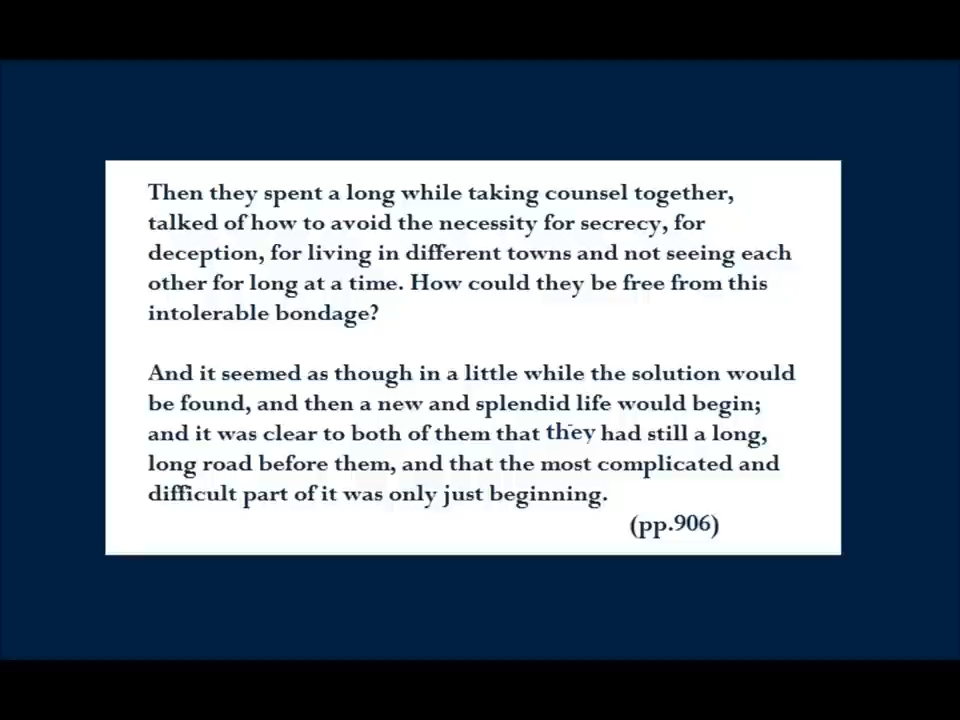 Then they spent a long while taking counsel together,
talked of how to avoid the necessity for secrecy, for
deception, for living in different towns and not seeing each
other for long at a time. How could they be free from this
intolerable bondage?
And it seemed as though in a little while the solution would
be found, and then a new and splendid life would begin;
and it was clear to both of them that they had still a long,
long road before them, and that the most complicated and
difficult part of it was only just beginning.
(pp.906)